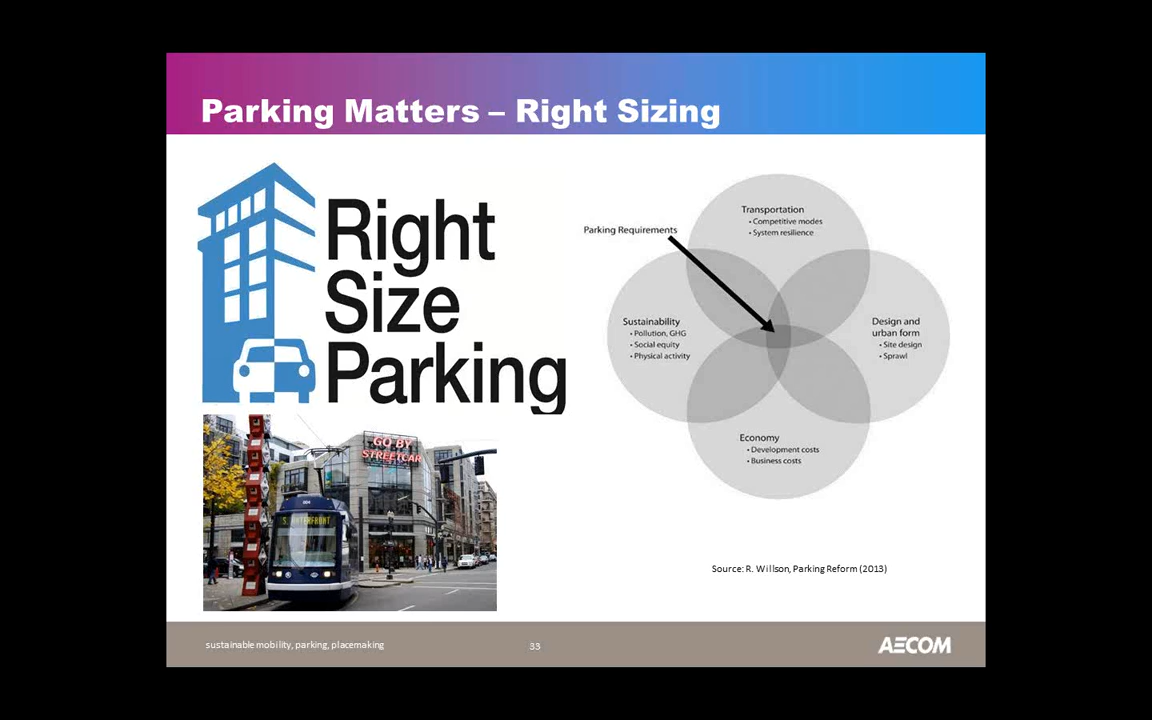 Parking Matters – Right Sizing
Right
Size
Parking
Parking Requirements
Transportation
• Competitive modes
• System resilience
Sustainability
• Pollution, GHG
• Social equity
• Physical activity
Design and
urban form
• Site design
• Sprawl
Economy
• Development costs
• Business costs
GO BY
STREETCAR
S WATERFRONT
Source: R. Willson, Parking Reform (2013)
sustainable mobility, parking, placemaking
33
AECOM